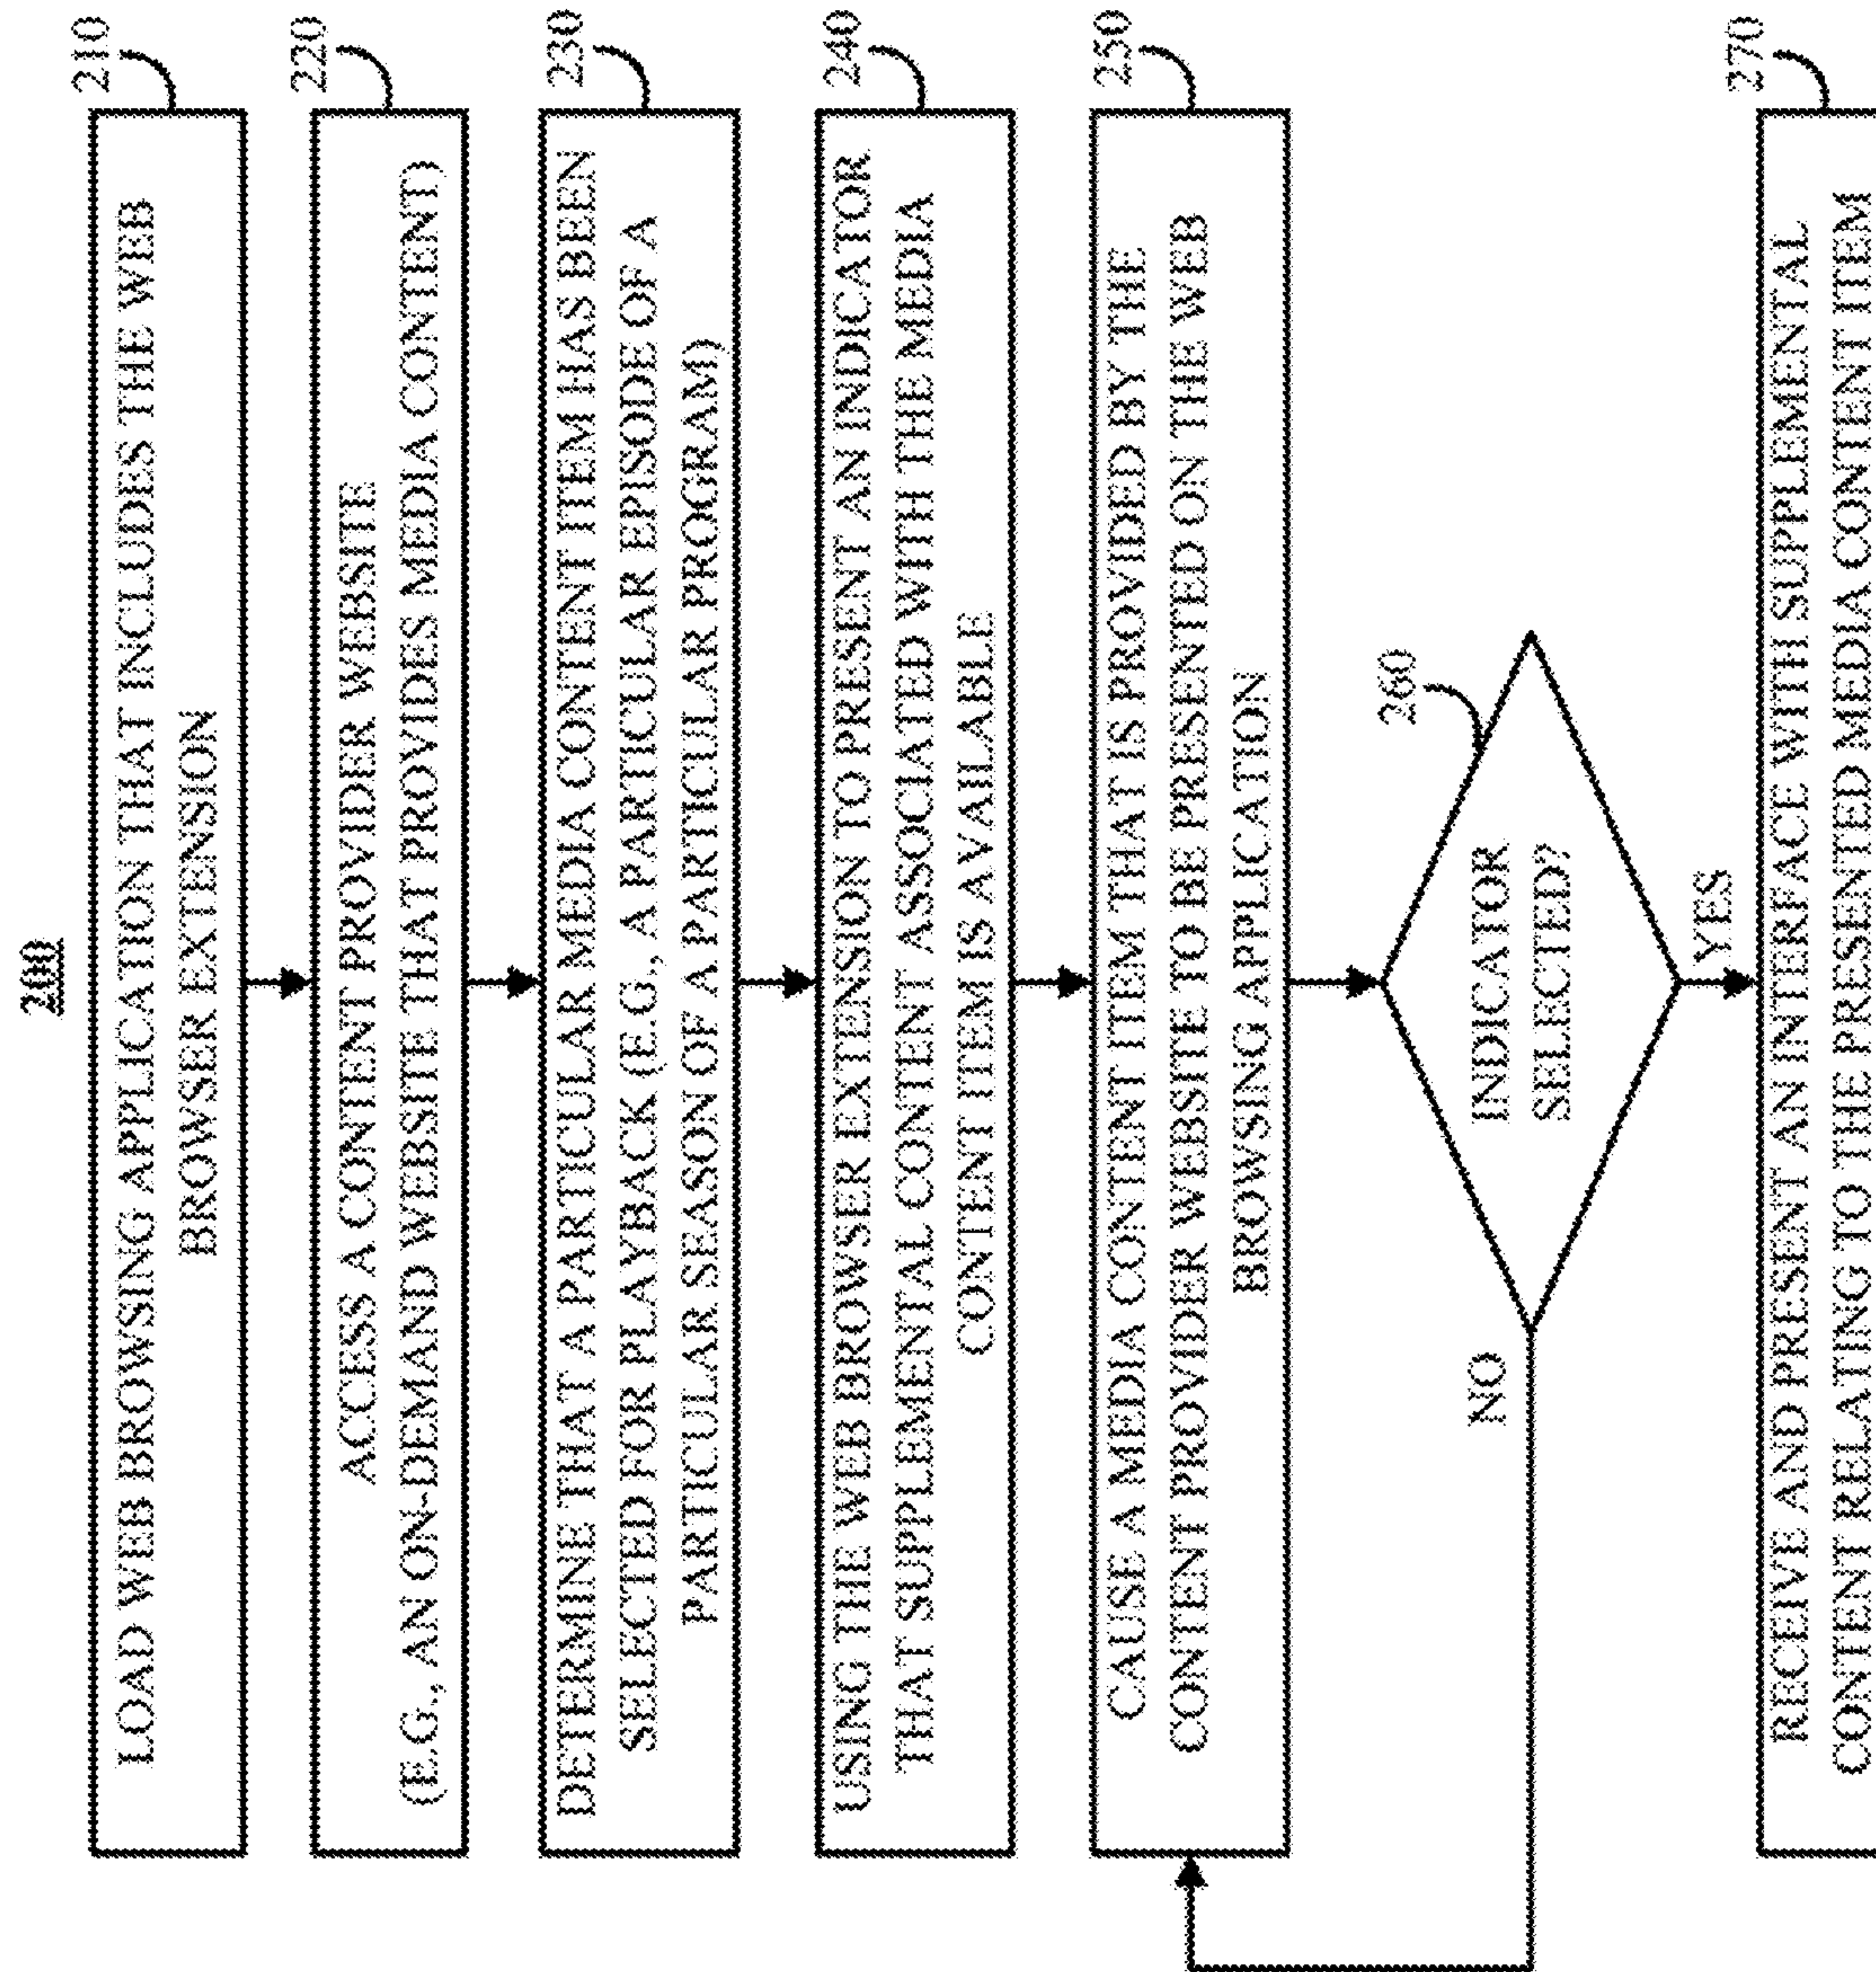 200
LOAD WEB BROWSING APPLICATION THAT INCLUDES THE WEB
BROWSER EXTENSION
210
ACCESS A CONTENT PROVIDER WEBSITE
(E.G., AN ON-DEMAND WEBSITE THAT PROVIDES MEDIA CONTENT)
220
DETERMINE THAT A PARTICULAR MEDIA CONTENT ITEM HAS BEEN
SELECTED FOR PLAYBACK (E.G., A PARTICULAR EPISODE OF A
PARTICULAR SEASON OF A PARTICULAR PROGRAM)
230
USING THE WEB BROWSER EXTENSION TO PRESENT AN INDICATOR
THAT SUPPLEMENTAL CONTENT ASSOCIATED WITH THE MEDIA
CONTENT ITEM IS AVAILABLE
240
CAUSE A MEDIA CONTENT ITEM THAT IS PROVIDED BY THE
CONTENT PROVIDER WEBSITE TO BE PRESENTED ON THE WEB
BROWSING APPLICATION
250
INDICATOR
SELECTED?
260
NO
YES
RECEIVE AND PRESENT AN INTERFACE WITH SUPPLEMENTAL
CONTENT RELATING TO THE PRESENTED MEDIA CONTENT ITEM
270